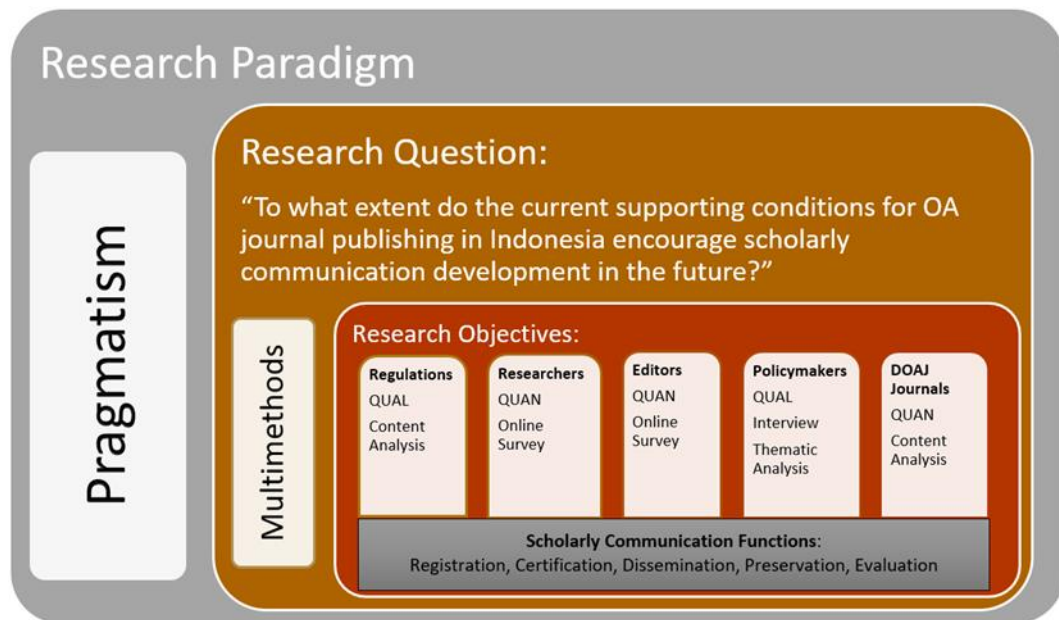 Research Paradigm
Pragmatism
Research Question:
“To what extent do the current supporting conditions for OA
journal publishing in Indonesia encourage scholarly
communication development in the future?”
Multimethods
Research Objectives:
Regulations
QUAL
Content
Analysis
Researchers
QUAN
Online
Survey
Editors
QUAN
Online
Survey
Policymakers
QUAL
Interview
Thematic
Analysis
DOAJ
Journals
QUAN
Content
Analysis
Scholarly Communication Functions:
Registration, Certification, Dissemination, Preservation, Evaluation